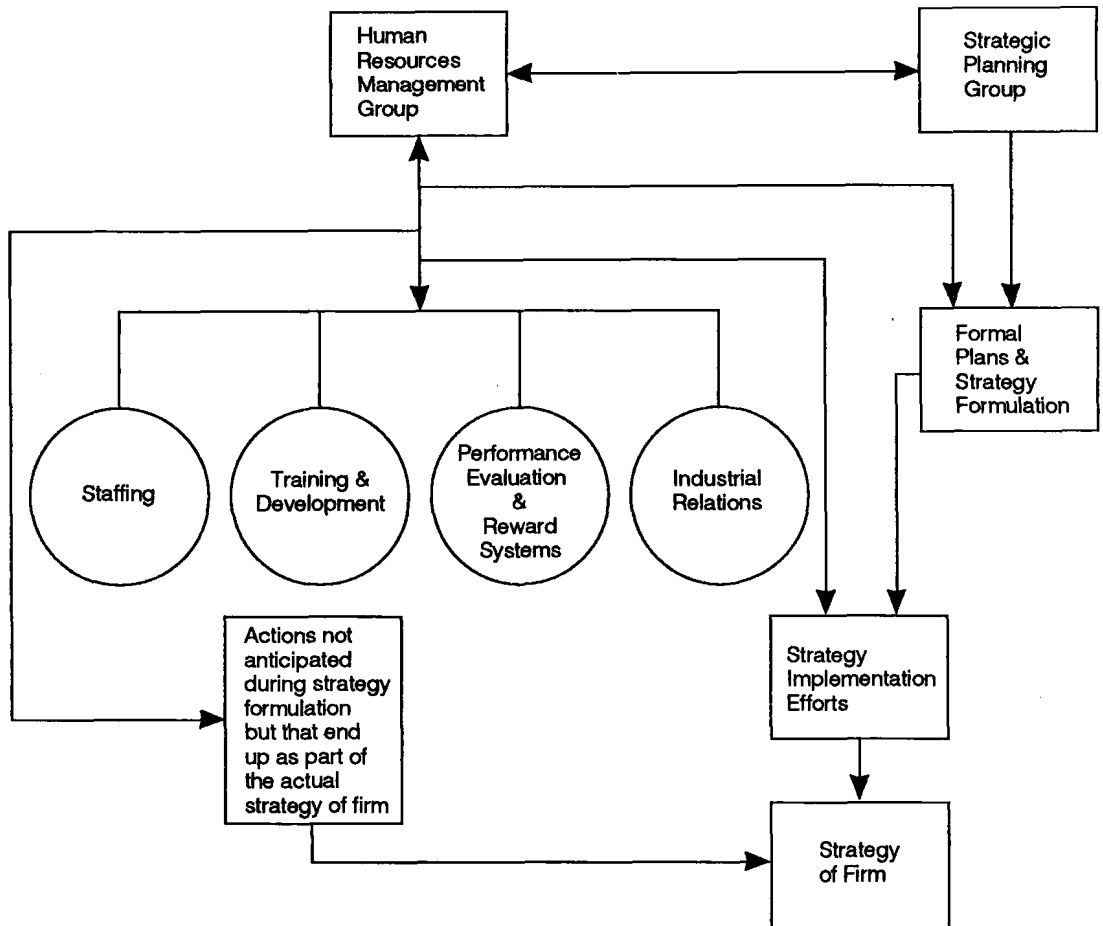 Human
Resources
Management
Group
Strategic
Planning
Group
Formal
Plans &
Strategy
Formulation
Staffing
Training &
Development
Performance
Evaluation
&
Reward
Systems
Industrial
Relations
Actions not
anticipated
during strategy
formulation
but that end
up as part of
the actual
strategy of firm
Strategy
Implementation
Efforts
Strategy
of Firm